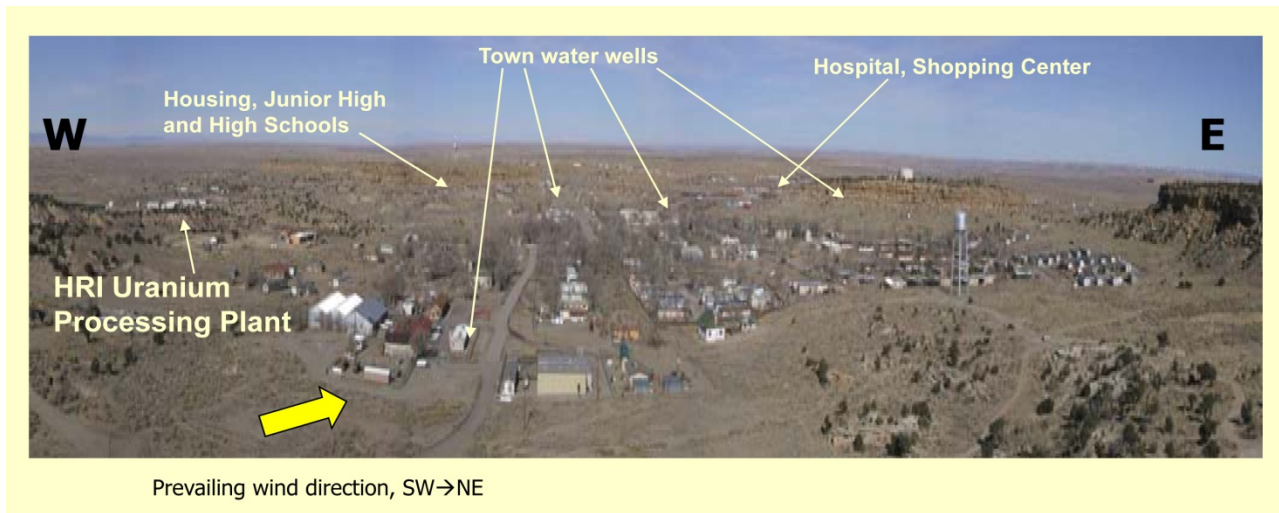 Town water wells
Hospital, Shopping Center
Housing, Junior High
and High Schools
W
E
HRI Uranium
Processing Plant
Prevailing wind direction, SW→NE